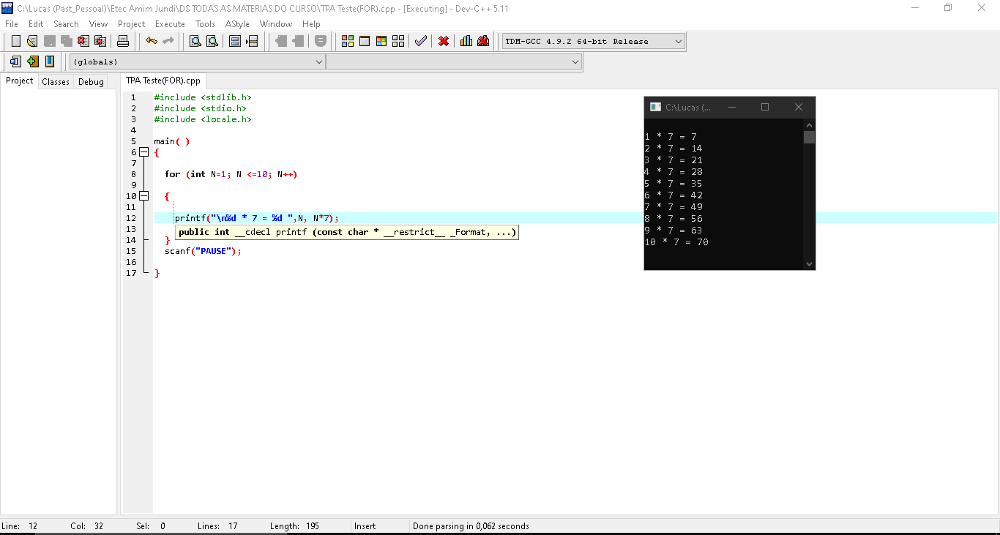 C:\Lucas (Past_Pessoal)\Etec Amim Jundi\DS TODAS AS MATERIAS DO CURSO\TPA Teste(FOR).cpp - [Executing] - Dev-C++ 5.11
File Edit Search View Project Execute Tools AStyle Window Help
TDM-GCC 4.9.2 64-bit Release
(globals)
Project Classes Debug
TPA Teste(FOR).cpp
1 #include <stdlib.h>
2 #include <stdio.h>
3 #include <locale.h>
4
5 main( )
6 {
7
8 for (int N=1; N <=10; N++)
9
10 {
11
12 printf("\n%d * 7 = %d ",N, N*7);
13 public int __cdecl printf (const char * __restrict__ _Format, ...)
14 }
15 scanf("PAUSE");
16
17 }
C:\Lucas (...
1 * 7 = 7
2 * 7 = 14
3 * 7 = 21
4 * 7 = 28
5 * 7 = 35
6 * 7 = 42
7 * 7 = 49
8 * 7 = 56
9 * 7 = 63
10 * 7 = 70
Line: 12 Col: 32 Sel: 0 Lines: 17 Length: 195 Insert Done parsing in 0,062 seconds